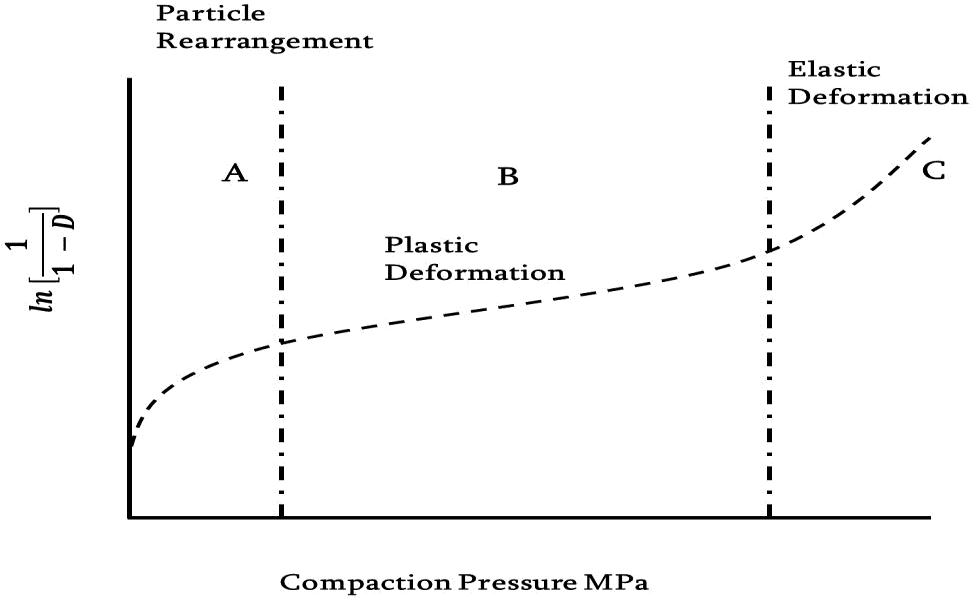 Particle
Rearrangement
Elastic
Deformation
A
B
C
Plastic
Deformation
ln[1/(1 − D)]
Compaction Pressure MPa